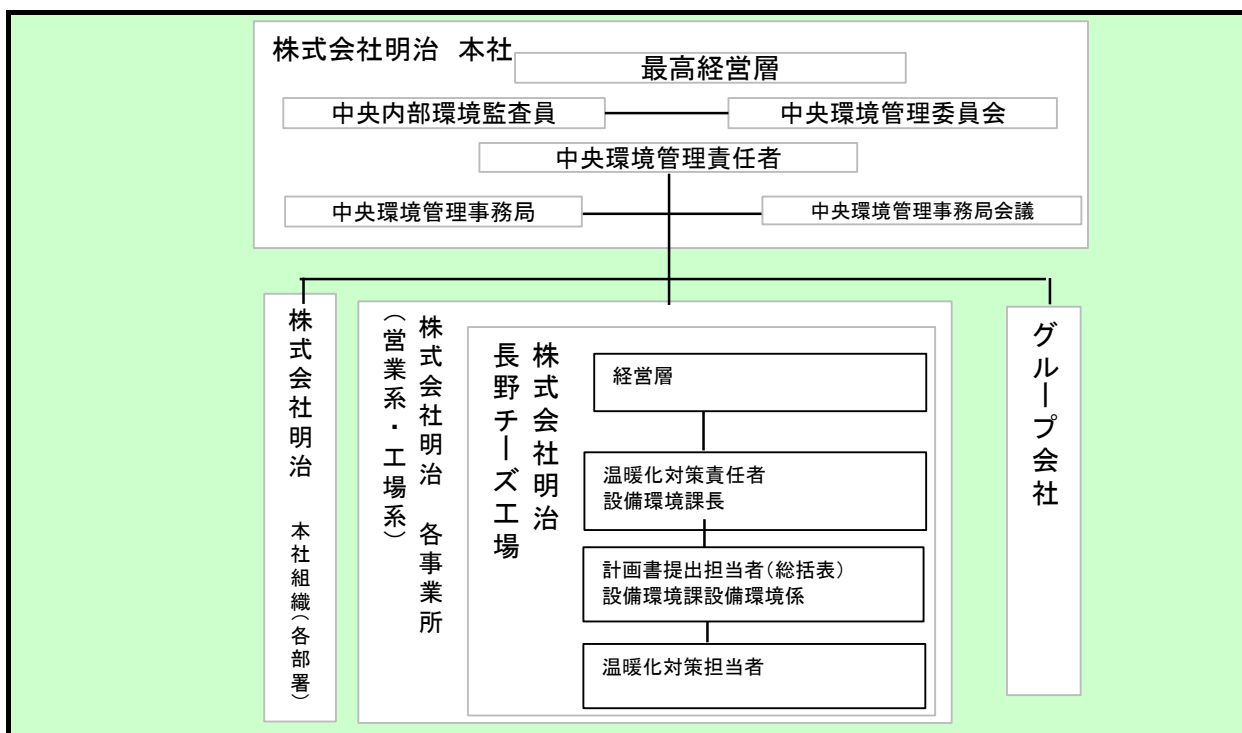 株式会社明治　本社
最高経営層
中央内部環境監査員
中央環境管理委員会
中央環境管理責任者
中央環境管理事務局
中央環境管理事務局会議
株式会社明治　本社組織（各部署）
株式会社明治　各事業所
（営業系・工場系）
株式会社明治
長野チーズ工場
経営層
温暖化対策責任者
設備環境課長
計画書提出担当者（総括表）
設備環境課設備環境係
温暖化対策担当者
グループ会社